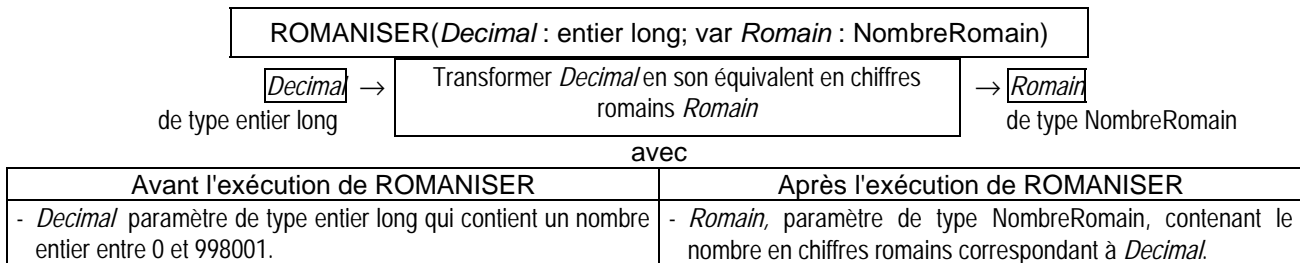 ROMANISER(Decimal : entier long; var Romain : NombreRomain)
Decimal → Transformer Decimal en son équivalent en chiffres → Romain
romains Romain
de type entier long de type NombreRomain
avec
Avant l'exécution de ROMANISER Après l'exécution de ROMANISER
- Decimal paramètre de type entier long qui contient un nombre - Romain, paramètre de type NombreRomain, contenant le
entier entre 0 et 998001. nombre en chiffres romains correspondant à Decimal.